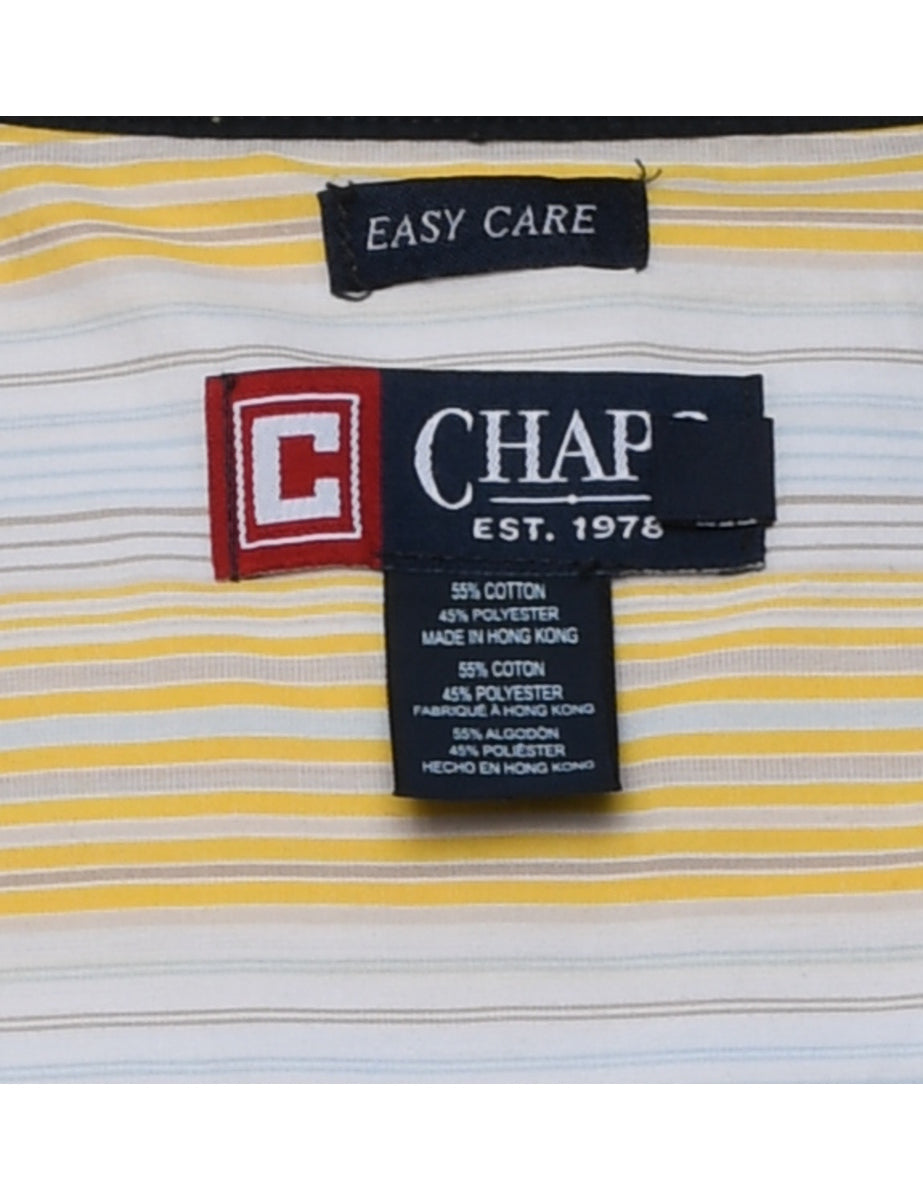 EASY CARE
C
CHAPS
EST. 1978
55% COTTON
45% POLYESTER
MADE IN HONG KONG
55% COTON
45% POLYESTER
FABRIQUÉ À HONG KONG
55% ALGODÓN
45% POLIÉSTER
HECHO EN HONG KONG